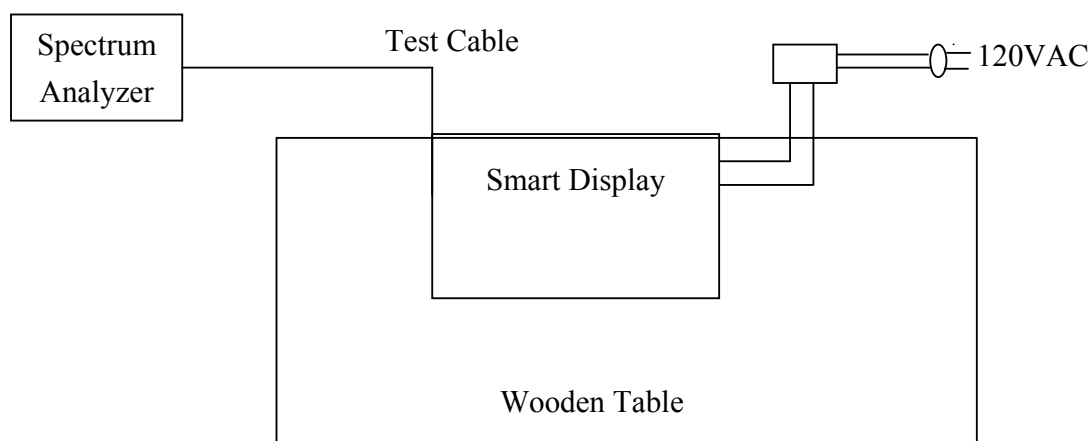 Spectrum
Analyzer
Test Cable
120VAC
Smart Display
Wooden Table